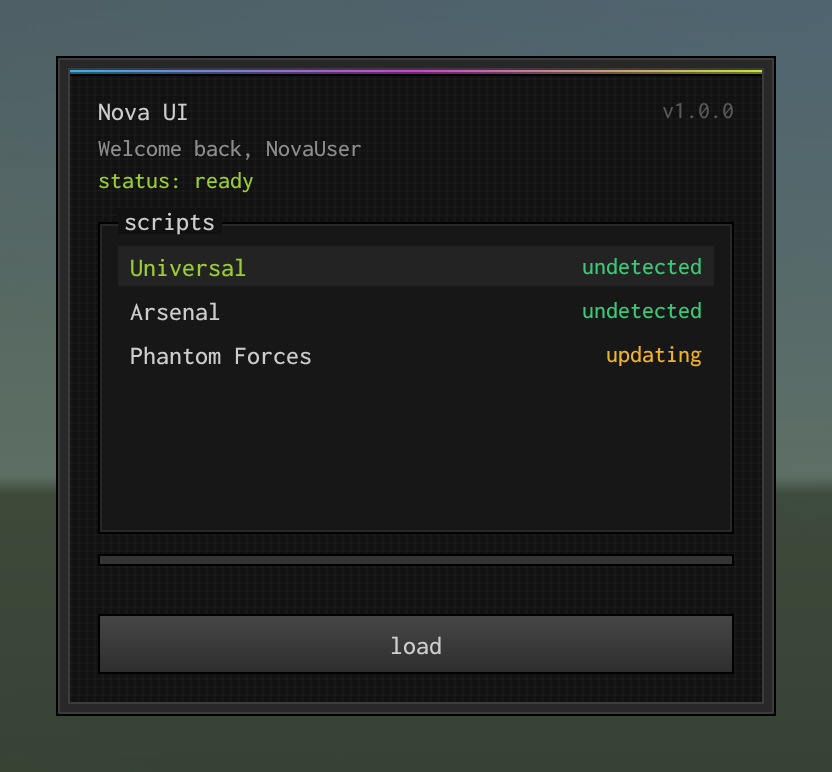 Nova UI v1.0.0
Welcome back, NovaUser
status: ready
scripts
Universal undetected
Arsenal undetected
Phantom Forces updating
load